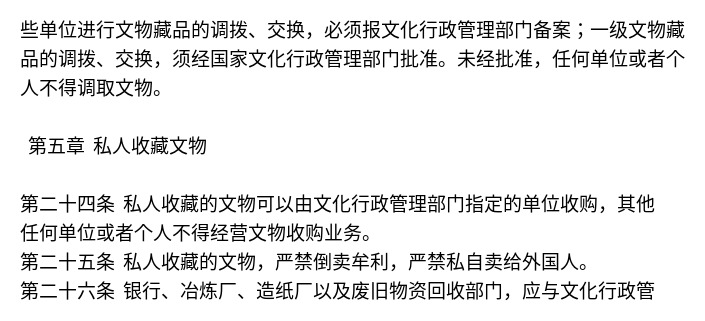 些单位进行文物藏品的调拨、交换，必须报文化行政管理部门备案；一级文物藏
品的调拨、交换，须经国家文化行政管理部门批准。未经批准，任何单位或者个
人不得调取文物。
第五章 私人收藏文物
第二十四条 私人收藏的文物可以由文化行政管理部门指定的单位收购，其他
任何单位或者个人不得经营文物收购业务。
第二十五条 私人收藏的文物，严禁倒卖牟利，严禁私自卖给外国人。
第二十六条 银行、冶炼厂、造纸厂以及废旧物资回收部门，应与文化行政管